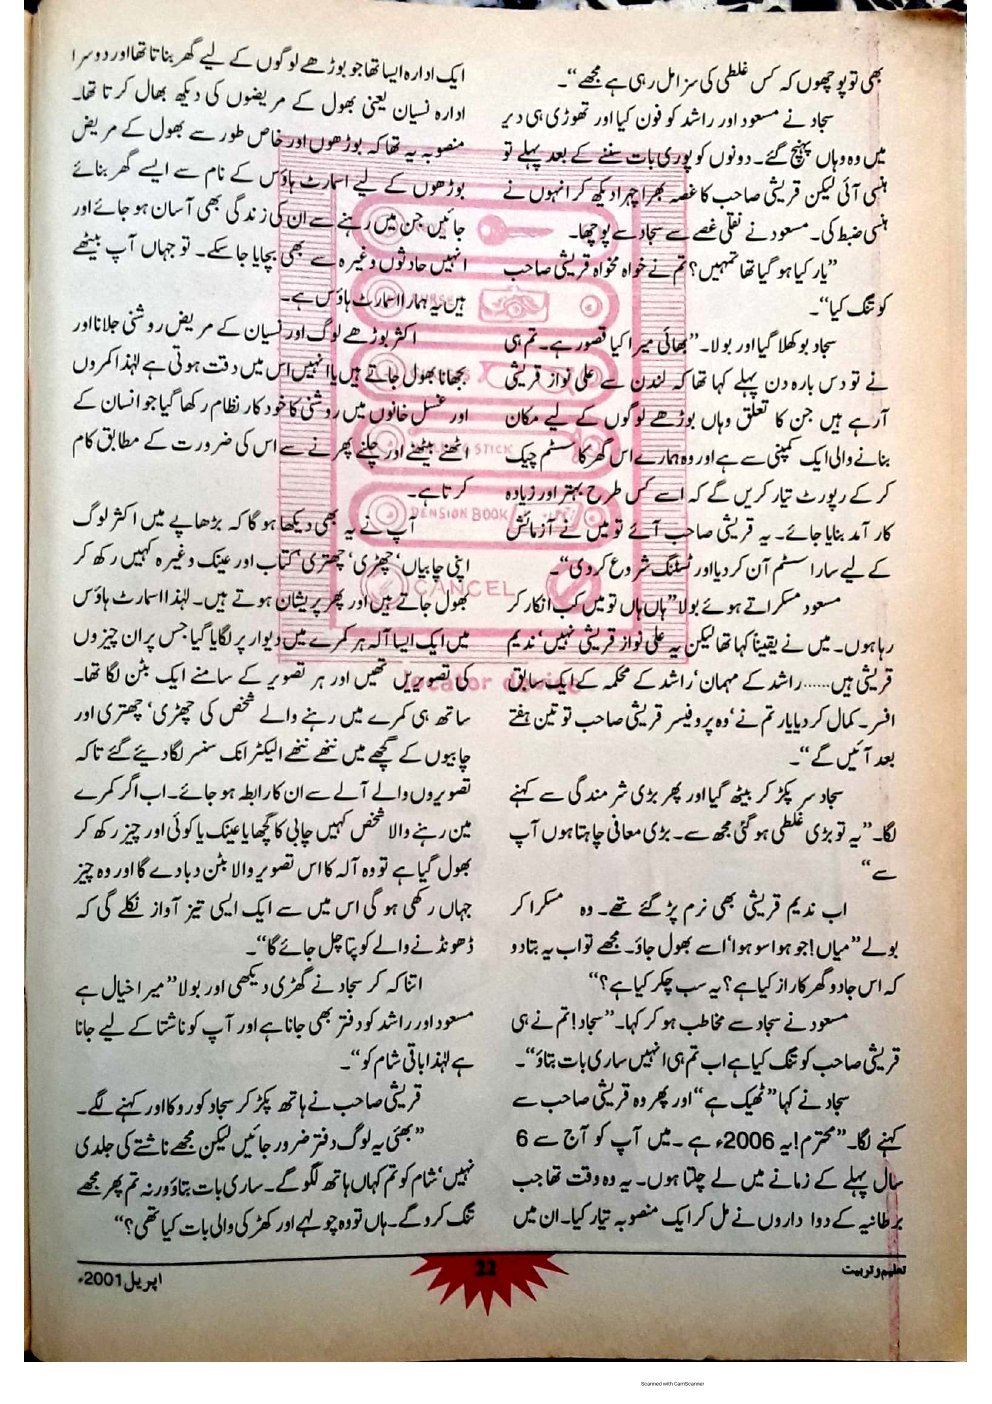 بھی تو پوچھوں کہ کس غلطی کی سزا مل رہی ہے مجھے“۔
سجاد نے مسعود اور راشد کو فون کیا اور تھوڑی ہی دیر
میں وہ وہاں پہنچ گئے۔ دونوں کو پوری بات سننے کے بعد پہلے تو
ہنسی آئی لیکن قریشی صاحب کا غصہ بھرا چہرا دیکھ کر انہوں نے
ہنسی ضبط کی۔ مسعود نے نقلی غصے سے سجاد سے پوچھا۔
”یار کیا ہو گیا تھا تمہیں؟ تم نے خواہ مخواہ قریشی صاحب
کو تنگ کیا“۔
سجاد بوکھلا گیا اور بولا۔ ”بھائی میرا کیا قصور ہے۔ تم ہی
نے تو دس بارہ دن پہلے کہا تھا کہ لندن سے علی نواز قریشی
آرہے ہیں جن کا تعلق وہاں بوڑھے لوگوں کے لیے مکان
بنانے والی ایک کمپنی سے ہے اور وہ ہمارے اس گھر کا سسٹم چیک
کر کے رپورٹ تیار کریں گے کہ اسے کس طرح بہتر اور زیادہ
کار آمد بنایا جائے۔ یہ قریشی صاحب آئے تو میں نے آزمائش
کے لیے سارا سسٹم آن کر دیا اور ٹیسٹنگ شروع کردی“۔
مسعود مسکراتے ہوئے بولا ”ہاں ہاں تو میں کب انکار کر
رہا ہوں۔ میں نے یقیناً کہا تھا لیکن یہ علی نواز قریشی نہیں‘ ندیم
قریشی ہیں...... راشد کے مہمان‘ راشد کے محکمہ کے ایک سابق
افسر۔ کمال کر دیا یار تم نے‘ وہ پروفیسر قریشی صاحب تو تین ہفتے
بعد آئیں گے“۔
سجاد سر پکڑ کر بیٹھ گیا اور پھر بڑی شرمندگی سے کہنے
لگا۔ ”یہ تو بڑی غلطی ہو گئی مجھ سے۔ بڑی معافی چاہتا ہوں آپ
سے“
اب ندیم قریشی بھی نرم پڑ گئے تھے۔ وہ مسکرا کر
بولے ”میاں! جو ہوا سو ہوا‘ اسے بھول جاؤ۔ مجھے تو اب یہ بتا دو
کہ اس جادو گھر کا راز کیا ہے؟ یہ سب چکر کیا ہے؟“
مسعود نے سجاد سے مخاطب ہو کر کہا۔ ”سجاد! تم نے ہی
قریشی صاحب کو تنگ کیا ہے اب تم ہی انہیں ساری بات بتاؤ“۔
سجاد نے کہا ”ٹھیک ہے“ اور پھر وہ قریشی صاحب سے
کہنے لگا۔ ”محترم! یہ 2006ء ہے۔ میں آپ کو آج سے 6
سال پہلے کے زمانے میں لے چلتا ہوں۔ یہ وہ وقت تھا جب
برطانیہ کے دو اداروں نے مل کر ایک منصوبہ تیار کیا۔ ان میں
ایک ادارہ ایسا تھا جو بوڑھے لوگوں کے لیے گھر بناتا تھا اور دوسرا
ادارہ نسیان یعنی بھول کے مریضوں کی دیکھ بھال کرتا تھا۔
منصوبہ یہ تھا کہ بوڑھوں اور خاص طور سے بھول کے مریض
بوڑھوں کے لیے اسمارٹ ہاؤس کے نام سے ایسے گھر بنائے
جائیں جن میں رہنے سے ان کی زندگی بھی آسان ہو جائے اور
انہیں حادثوں وغیرہ سے بھی بچایا جاسکے۔ تو جہاں آپ بیٹھے
ہیں یہ ہمارا اسمارٹ ہاؤس ہے۔
اکثر بوڑھے لوگ اور نسیان کے مریض روشنی جلانا اور
بجھانا بھول جاتے ہیں یا انہیں اس میں دقت ہوتی ہے لہٰذا کمروں
اور غسل خانوں میں روشنی کا خود کار نظام رکھا گیا جو انسان کے
اٹھنے بیٹھنے اور چلنے پھرنے سے اس کی ضرورت کے مطابق کام
کرتا ہے۔
آپ نے یہ بھی دیکھا ہو گا کہ بڑھاپے میں اکثر لوگ
اپنی چابیاں‘ چھڑی‘ چھتری‘ کتاب اور عینک وغیرہ کہیں رکھ کر
بھول جاتے ہیں اور پھر پریشان ہوتے ہیں۔ لہٰذا اسمارٹ ہاؤس
میں ایک ایسا آلہ ہر کمرے میں دیوار پر لگایا گیا جس پر ان چیزوں
کی تصویریں تھیں اور ہر تصویر کے سامنے ایک بٹن لگا تھا۔
ساتھ ہی کمرے میں رہنے والے شخص کی چھڑی‘ چھتری اور
چابیوں کے گچھے میں ننھے ننھے الیکٹرانک سنسر لگا دیئے گئے تاکہ
تصویروں والے آلے سے ان کا رابطہ ہو جائے۔ اب اگر کمرے
مین رہنے والا شخص کہیں چابی کا گچھا یا عینک یا کوئی اور چیز رکھ کر
بھول گیا ہے تو وہ آلہ کا اس تصویر والا بٹن دبا دے گا اور وہ چیز
جہاں رکھی ہو گی اس میں سے ایک ایسی تیز آواز نکلے گی کہ
ڈھونڈنے والے کو پتا چل جائے گا“۔
اتنا کہ کر سجاد نے گھڑی دیکھی اور بولا ”میرا خیال ہے
مسعود اور راشد کو دفتر بھی جانا ہے اور آپ کو ناشتا کے لیے جانا
ہے لہٰذا باقی شام کو“۔
قریشی صاحب نے ہاتھ پکڑ کر سجاد کو روکا اور کہنے لگے۔
”بھئی یہ لوگ دفتر ضرور جائیں لیکن مجھے ناشتے کی جلدی
نہیں‘ شام کو تم کہاں ہاتھ لگو گے۔ ساری بات بتاؤ ورنہ تم پھر مجھے
تنگ کرو گے۔ ہاں تو وہ چولہے اور کھڑکی والی بات کیا تھی؟“
STICK
PENSION BOOK
CANCEL
locator device
تعلیم و تربیت
22
اپریل 2001ء
Scanned with CamScanner